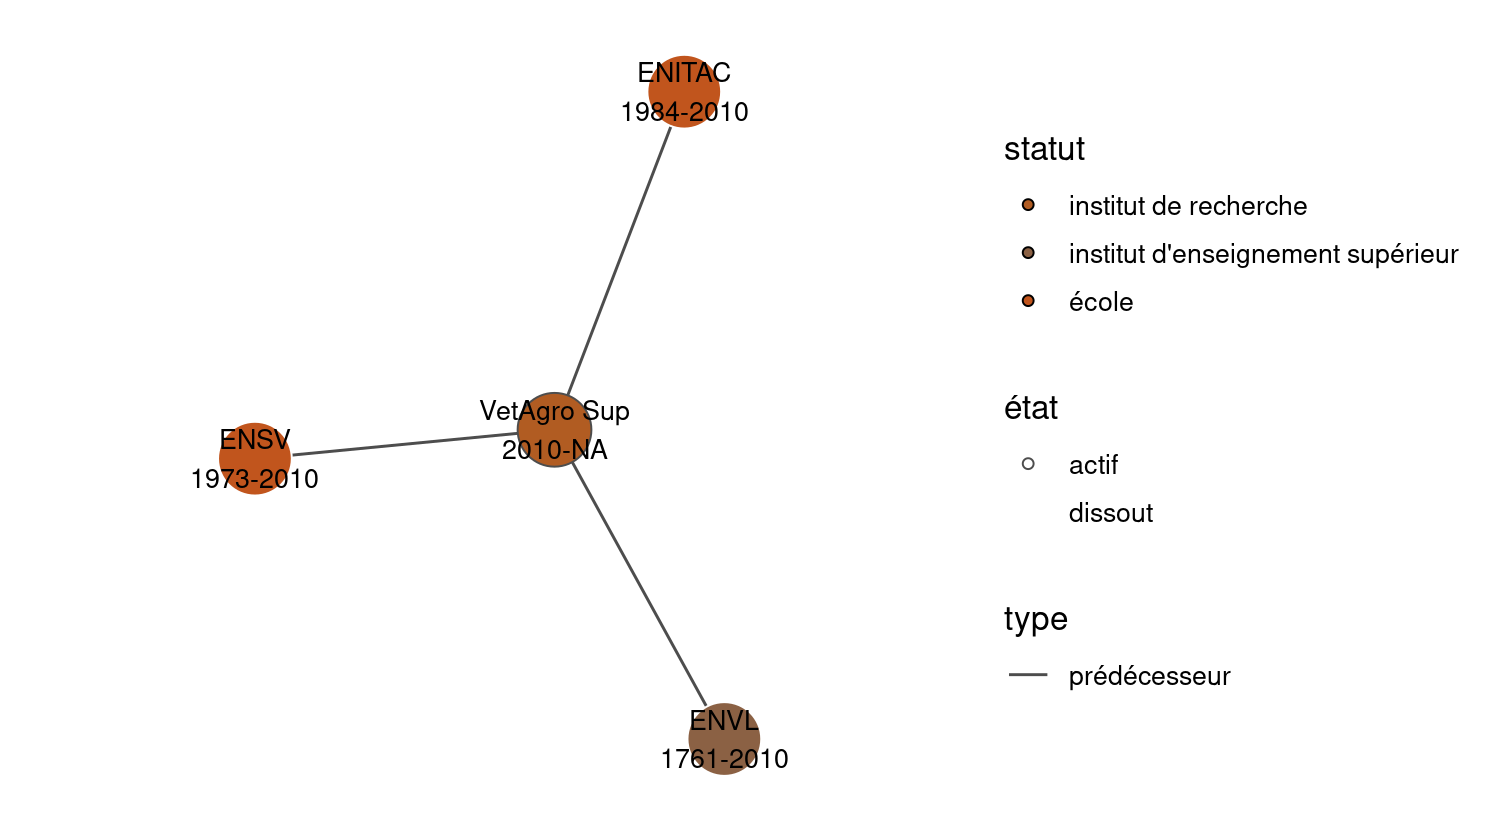 ENITAC
1984-2010
VetAgro Sup
2010-NA
ENSV
1973-2010
ENVL
1761-2010
statut
institut de recherche
institut d'enseignement supérieur
école
état
actif
dissout
type
prédécesseur